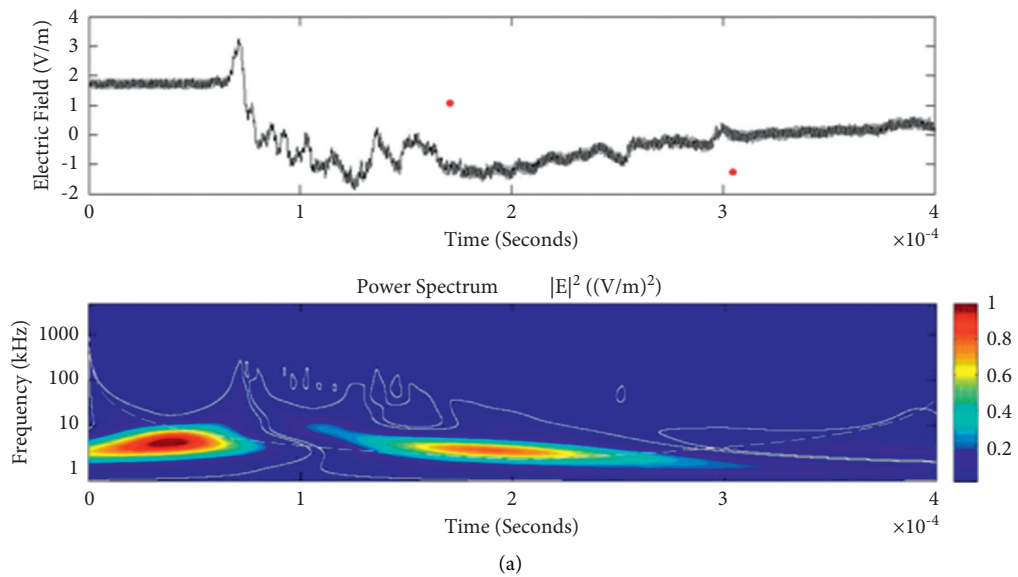 4
3
2
1
0
-1
-2
Electric Field (V/m)
0 1 2 3 4
Time (Seconds) ×10⁻⁴
Power Spectrum |E|² ((V/m)²)
1000
100
10
1
Frequency (kHz)
1
0.8
0.6
0.4
0.2
0 1 2 3 4
Time (Seconds) ×10⁻⁴
(a)